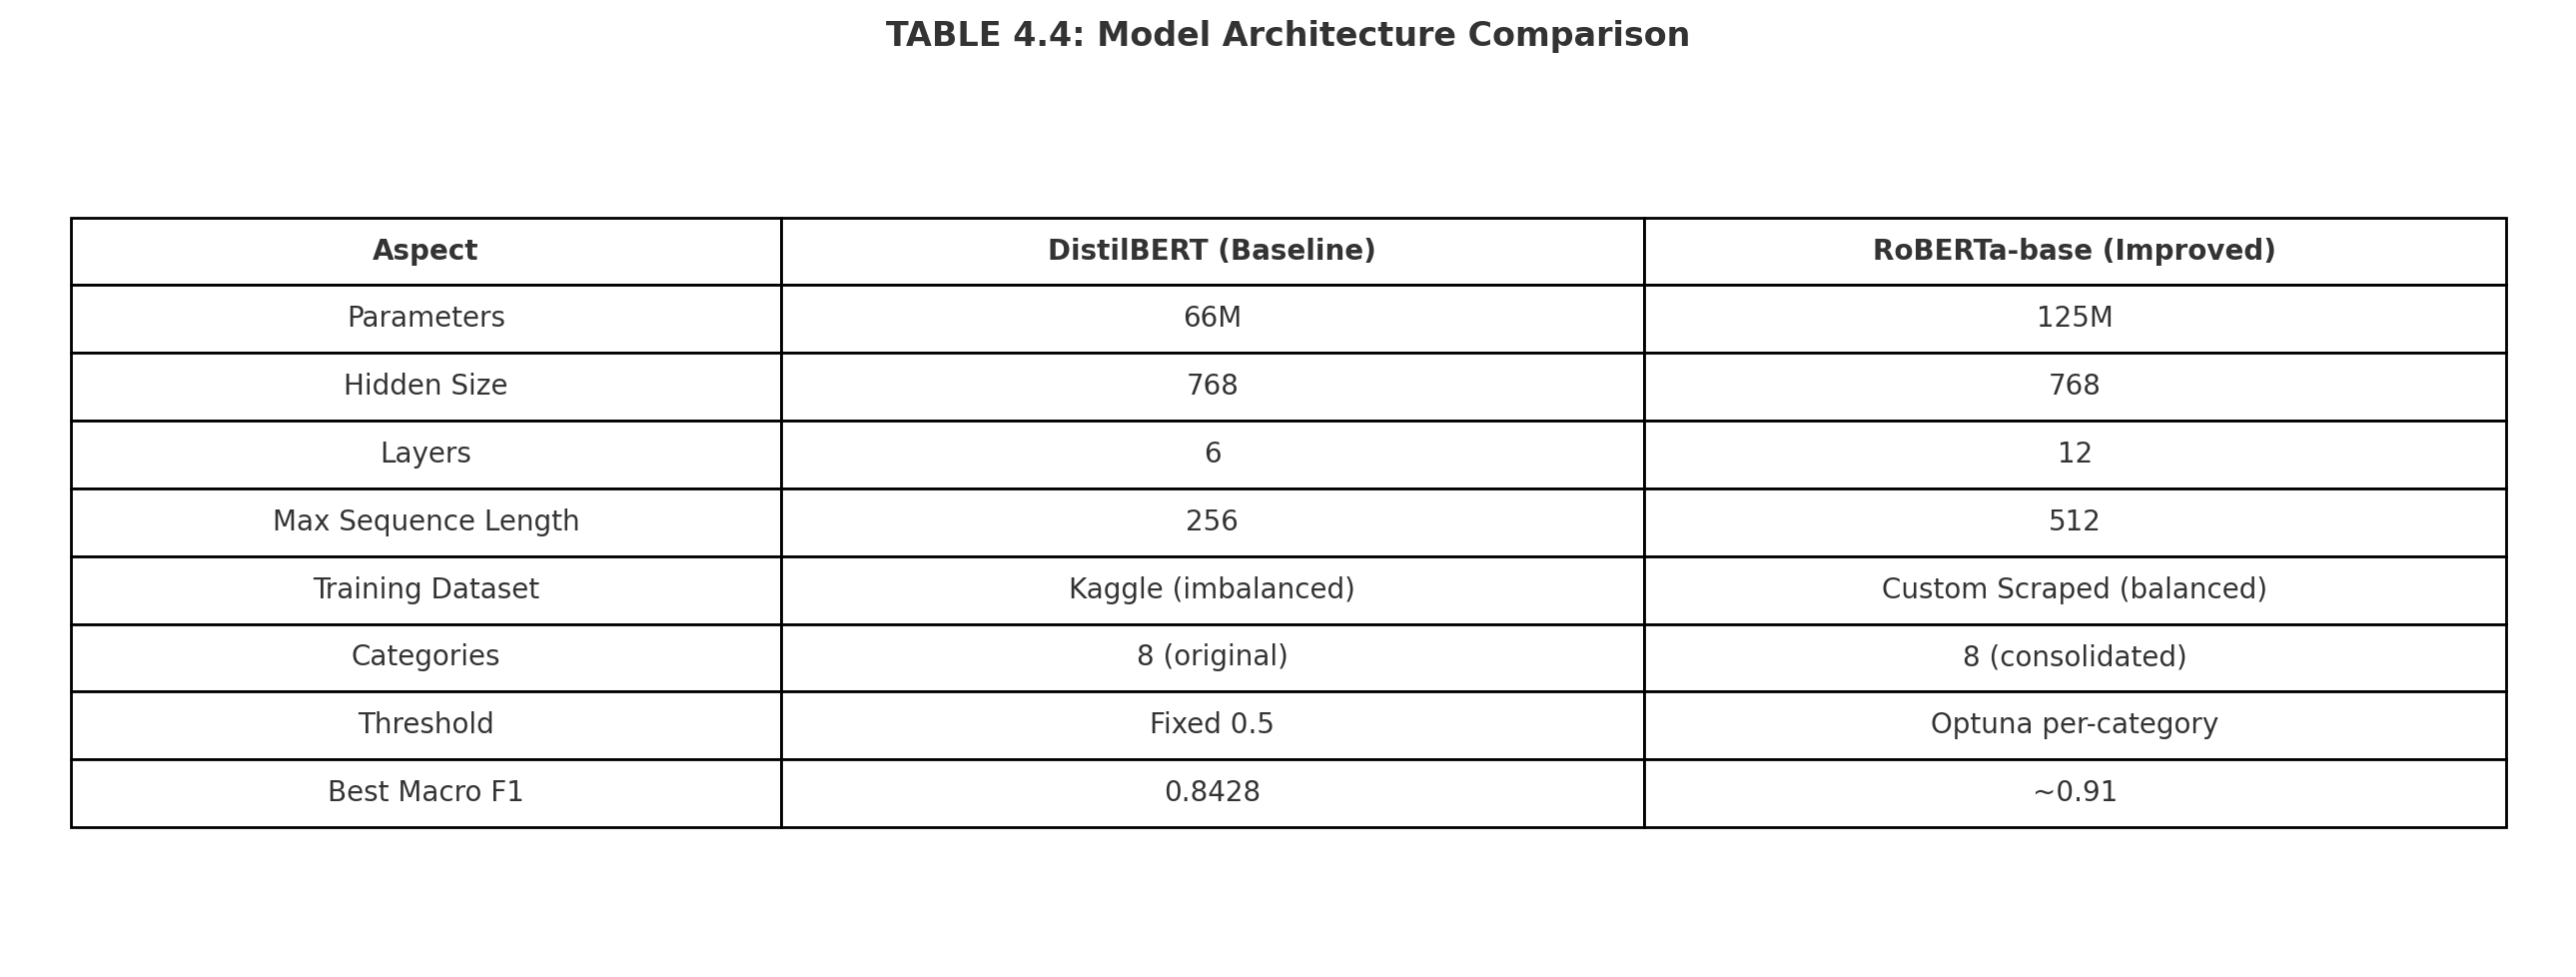 TABLE 4.4: Model Architecture Comparison
Aspect DistilBERT (Baseline) RoBERTa-base (Improved)
Parameters 66M 125M
Hidden Size 768 768
Layers 6 12
Max Sequence Length 256 512
Training Dataset Kaggle (imbalanced) Custom Scraped (balanced)
Categories 8 (original) 8 (consolidated)
Threshold Fixed 0.5 Optuna per-category
Best Macro F1 0.8428 ~0.91